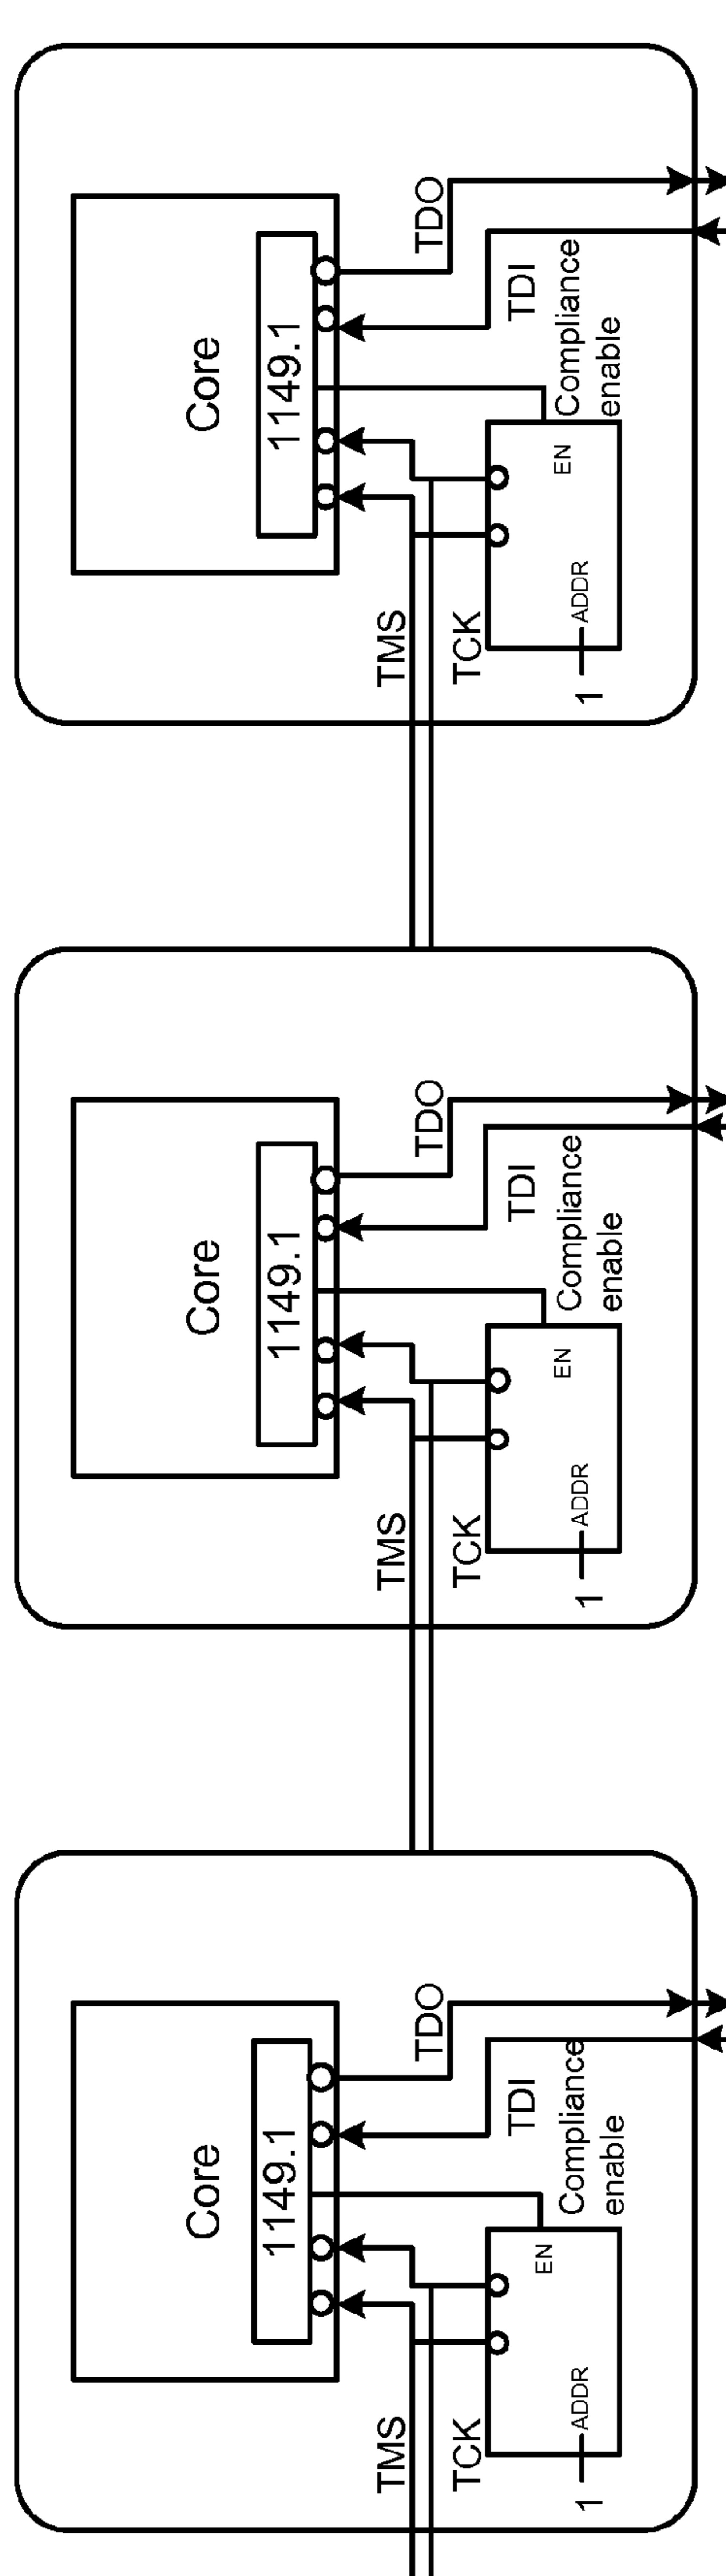 Core
1149.1
TMS
TCK
TDI
TDO
Compliance
enable
EN
ADDR
1
Core
1149.1
TMS
TCK
TDI
TDO
Compliance
enable
EN
ADDR
1
Core
1149.1
TMS
TCK
TDI
TDO
Compliance
enable
EN
ADDR
1